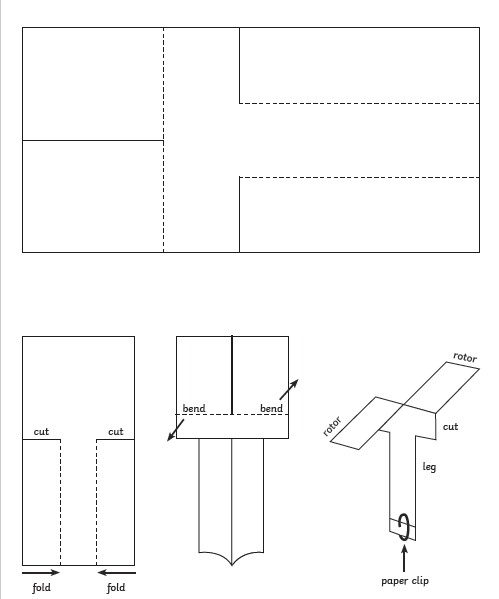 cut
cut
fold
fold
bend
bend
rotor
rotor
cut
leg
paper clip